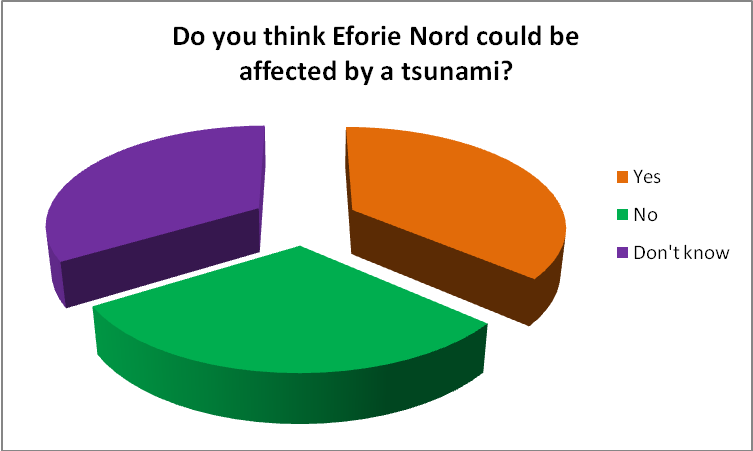 Do you think Eforie Nord could be
affected by a tsunami?
Yes
No
Don't know